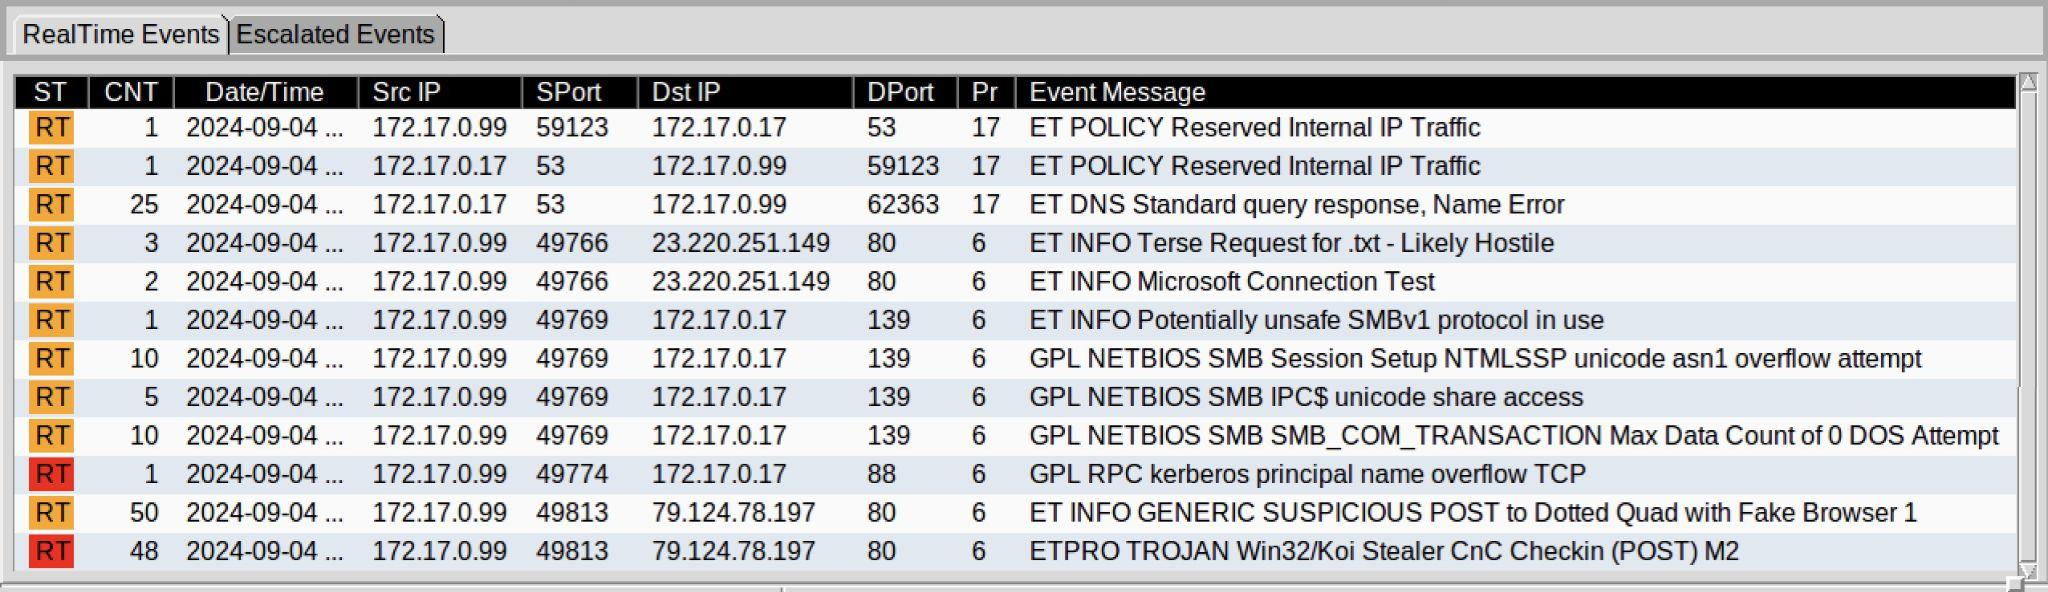 RealTime Events Escalated Events
ST CNT Date/Time Src IP SPort Dst IP DPort Pr Event Message
RT 1 2024-09-04 ... 172.17.0.99 59123 172.17.0.17 53 17 ET POLICY Reserved Internal IP Traffic
RT 1 2024-09-04 ... 172.17.0.17 53 172.17.0.99 59123 17 ET POLICY Reserved Internal IP Traffic
RT 25 2024-09-04 ... 172.17.0.17 53 172.17.0.99 62363 17 ET DNS Standard query response, Name Error
RT 3 2024-09-04 ... 172.17.0.99 49766 23.220.251.149 80 6 ET INFO Terse Request for .txt - Likely Hostile
RT 2 2024-09-04 ... 172.17.0.99 49766 23.220.251.149 80 6 ET INFO Microsoft Connection Test
RT 1 2024-09-04 ... 172.17.0.99 49769 172.17.0.17 139 6 ET INFO Potentially unsafe SMBv1 protocol in use
RT 10 2024-09-04 ... 172.17.0.99 49769 172.17.0.17 139 6 GPL NETBIOS SMB Session Setup NTMLSSP unicode asn1 overflow attempt
RT 5 2024-09-04 ... 172.17.0.99 49769 172.17.0.17 139 6 GPL NETBIOS SMB IPC$ unicode share access
RT 10 2024-09-04 ... 172.17.0.99 49769 172.17.0.17 139 6 GPL NETBIOS SMB SMB_COM_TRANSACTION Max Data Count of 0 DOS Attempt
RT 1 2024-09-04 ... 172.17.0.99 49774 172.17.0.17 88 6 GPL RPC kerberos principal name overflow TCP
RT 50 2024-09-04 ... 172.17.0.99 49813 79.124.78.197 80 6 ET INFO GENERIC SUSPICIOUS POST to Dotted Quad with Fake Browser 1
RT 48 2024-09-04 ... 172.17.0.99 49813 79.124.78.197 80 6 ETPRO TROJAN Win32/Koi Stealer CnC Checkin (POST) M2